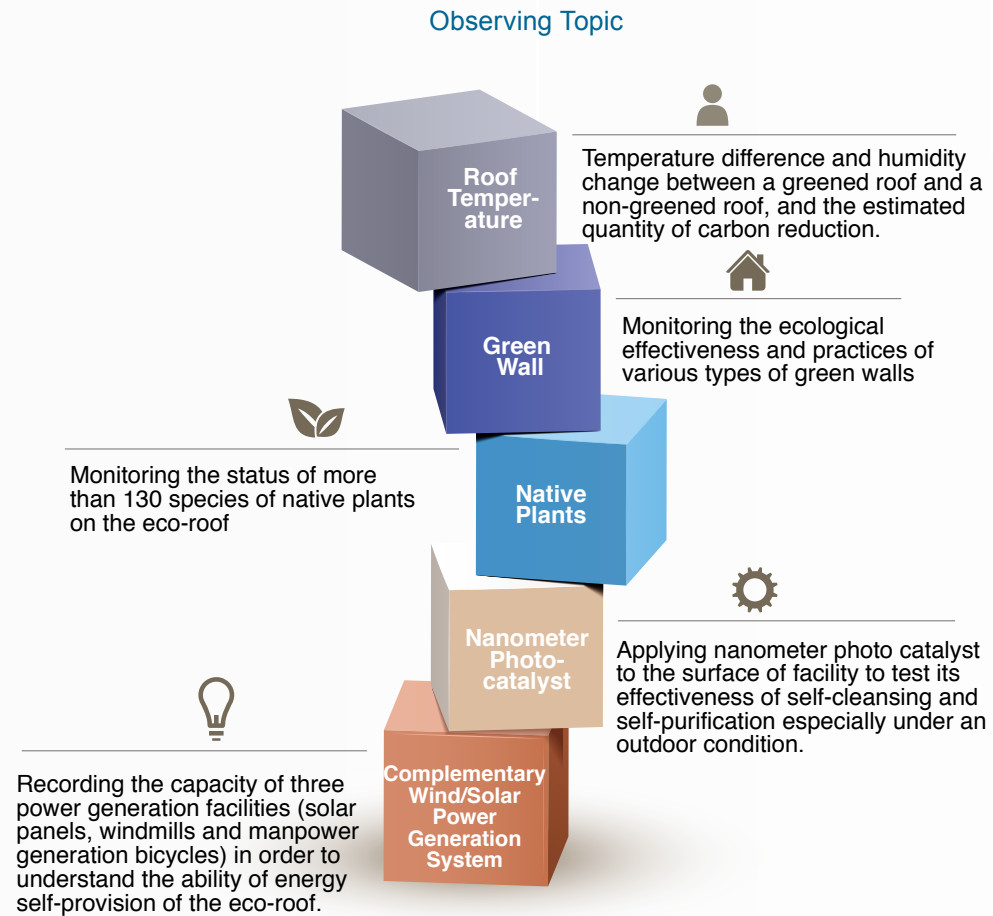 Observing Topic
Roof
Temper-
ature
Temperature difference and humidity
change between a greened roof and a
non-greened roof, and the estimated
quantity of carbon reduction.
Green
Wall
Monitoring the ecological
effectiveness and practices of
various types of green walls
Native
Plants
Monitoring the status of more
than 130 species of native plants
on the eco-roof
Nanometer
Photo-
catalyst
Applying nanometer photo catalyst
to the surface of facility to test its
effectiveness of self-cleansing and
self-purification especially under an
outdoor condition.
Complementary
Wind/Solar
Power
Generation
System
Recording the capacity of three
power generation facilities (solar
panels, windmills and manpower
generation bicycles) in order to
understand the ability of energy
self-provision of the eco-roof.